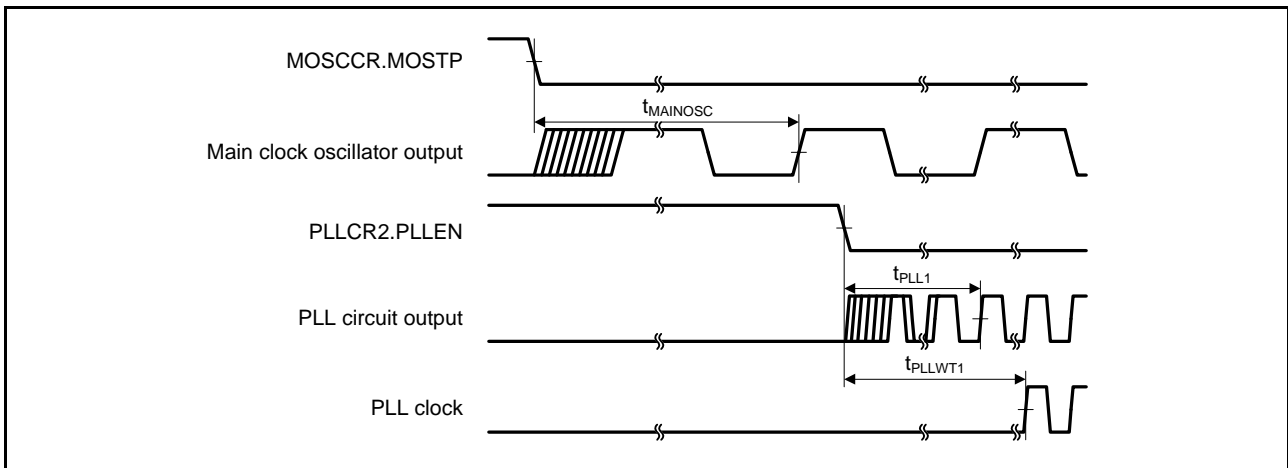 MOSCCR.MOSTP
tMAINOSC
Main clock oscillator output
PLLCR2.PLLEN
tPLL1
PLL circuit output
tPLLWT1
PLL clock